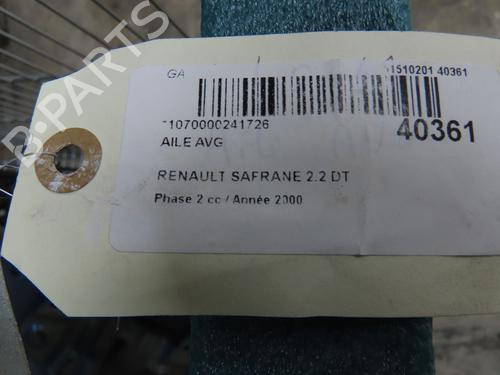 GA
1510201 40361
*1070000241726
40361
AILE AVG
RENAULT SAFRANE 2.2 DT
Phase 2 cc / Année 2000
B-PARTS